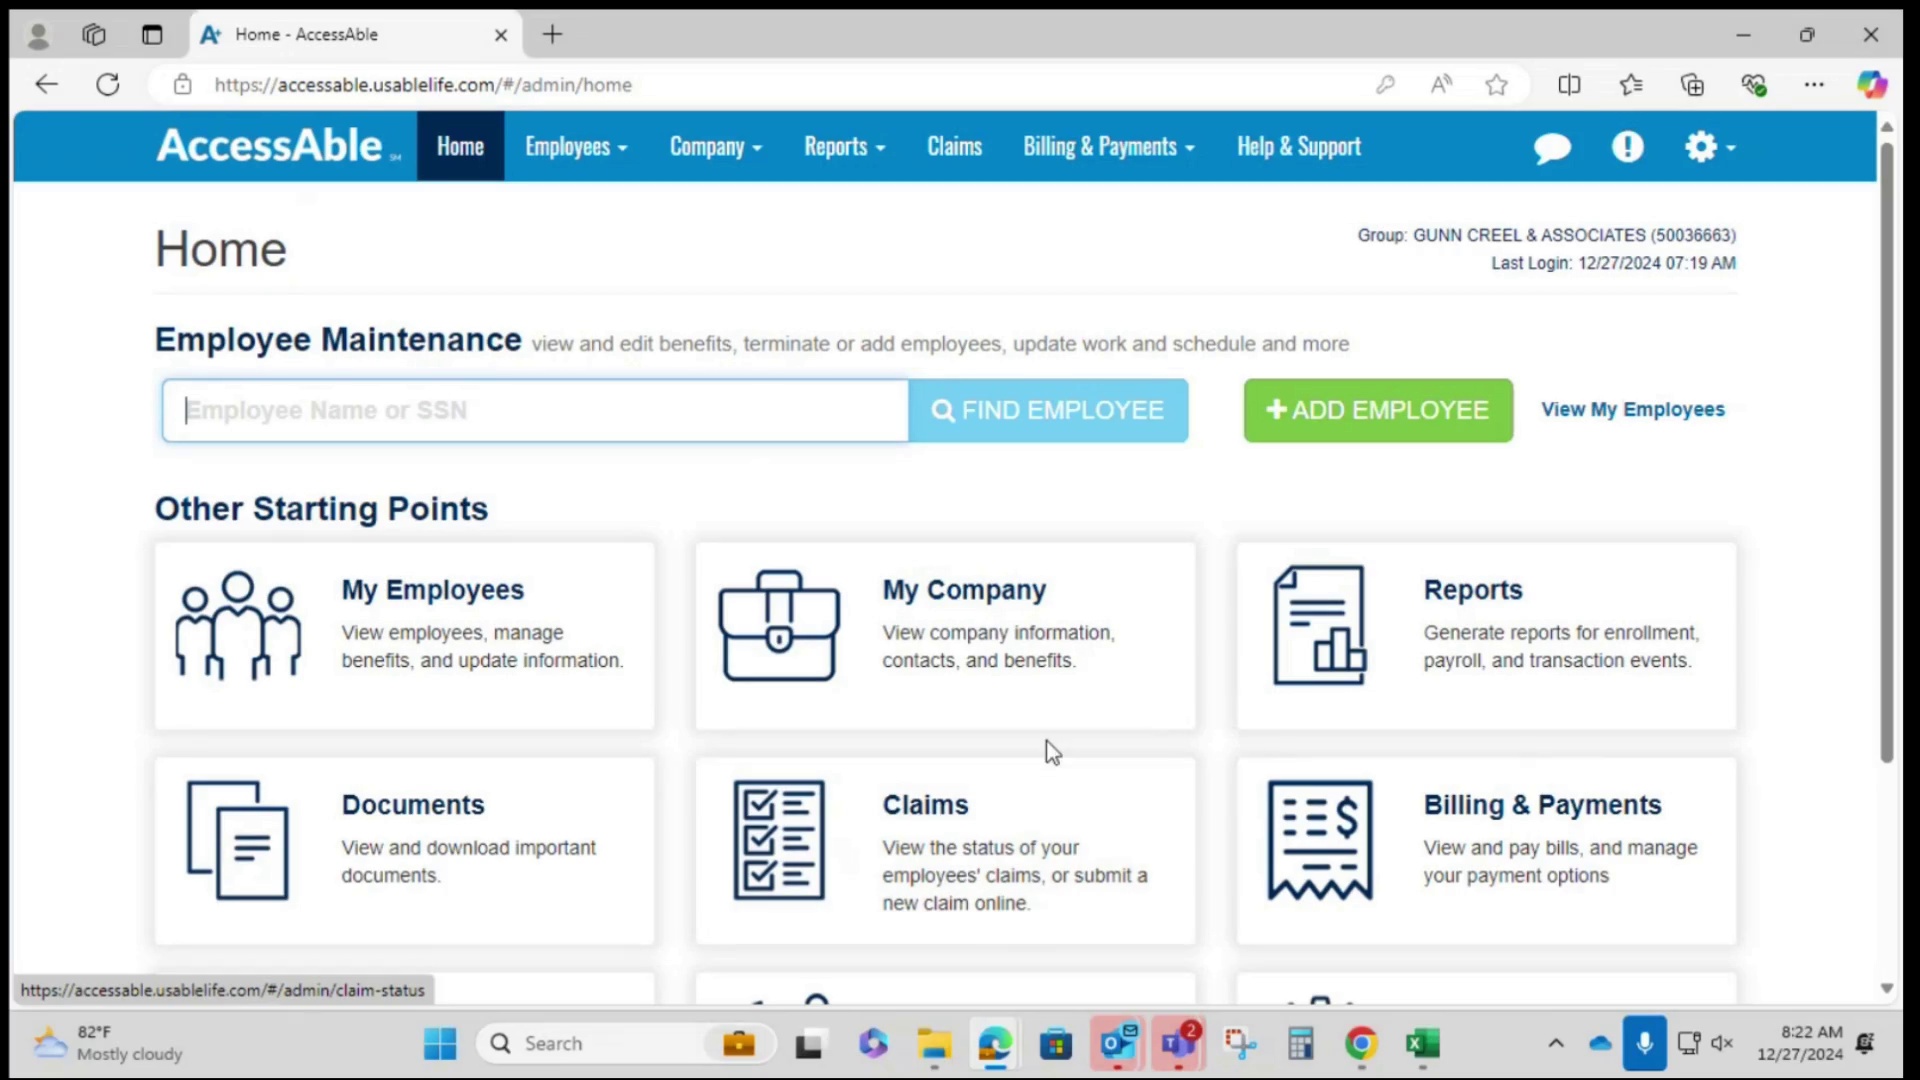 Home - AccessAble
https://accessable.usablelife.com/#/admin/home
AccessAble SM
Home
Employees
Company
Reports
Claims
Billing & Payments
Help & Support
Home
Group: GUNN CREEL & ASSOCIATES (50036663)
Last Login: 12/27/2024 07:19 AM
Employee Maintenance view and edit benefits, terminate or add employees, update work and schedule and more
Employee Name or SSN
FIND EMPLOYEE
+ ADD EMPLOYEE
View My Employees
Other Starting Points
My Employees
View employees, manage
benefits, and update information.
My Company
View company information,
contacts, and benefits.
Reports
Generate reports for enrollment,
payroll, and transaction events.
Documents
View and download important
documents.
Claims
View the status of your
employees' claims, or submit a
new claim online.
Billing & Payments
View and pay bills, and manage
your payment options
https://accessable.usablelife.com/#/admin/claim-status
82°F
Mostly cloudy
Search
2
8:22 AM
12/27/2024